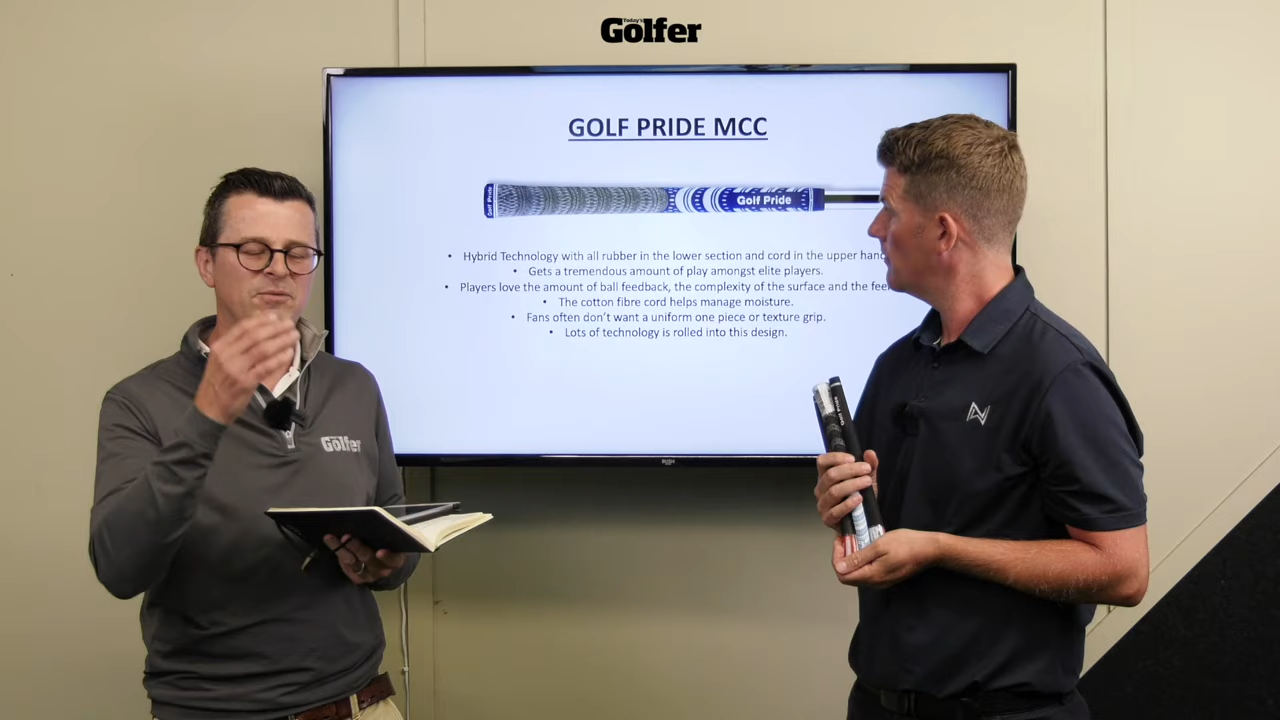 Today's
Golfer
GOLF PRIDE MCC
Golf Pride
Golf Pride
• Hybrid Technology with all rubber in the lower section and cord in the upper hand
• Gets a tremendous amount of play amongst elite players.
• Players love the amount of ball feedback, the complexity of the surface and the feel
• The cotton fibre cord helps manage moisture.
• Fans often don't want a uniform one piece or texture grip.
• Lots of technology is rolled into this design.
Golfer